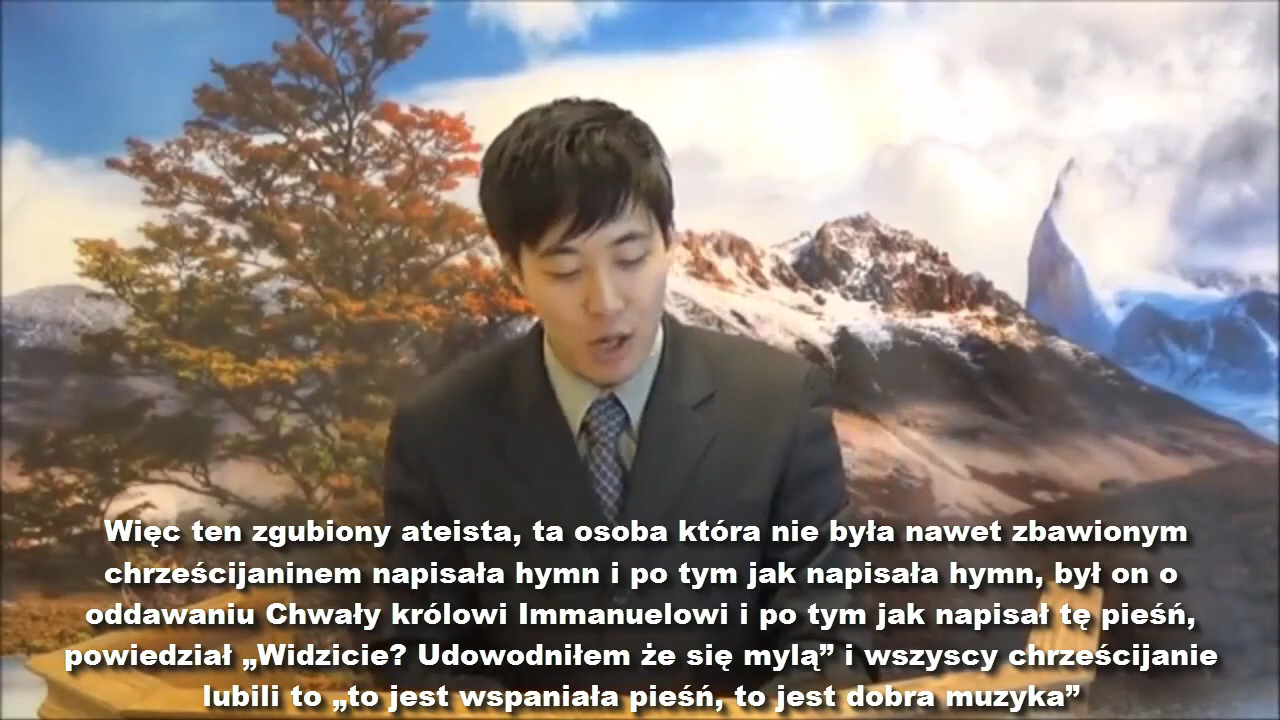 Więc ten zgubiony ateista, ta osoba która nie była nawet zbawionym
chrześcijaninem napisała hymn i po tym jak napisała hymn, był on o
oddawaniu Chwały królowi Immanuelowi i po tym jak napisał tę pieśń,
powiedział „Widzicie? Udowodniłem że się mylą” i wszyscy chrześcijanie
lubili to „to jest wspaniała pieśń, to jest dobra muzyka”